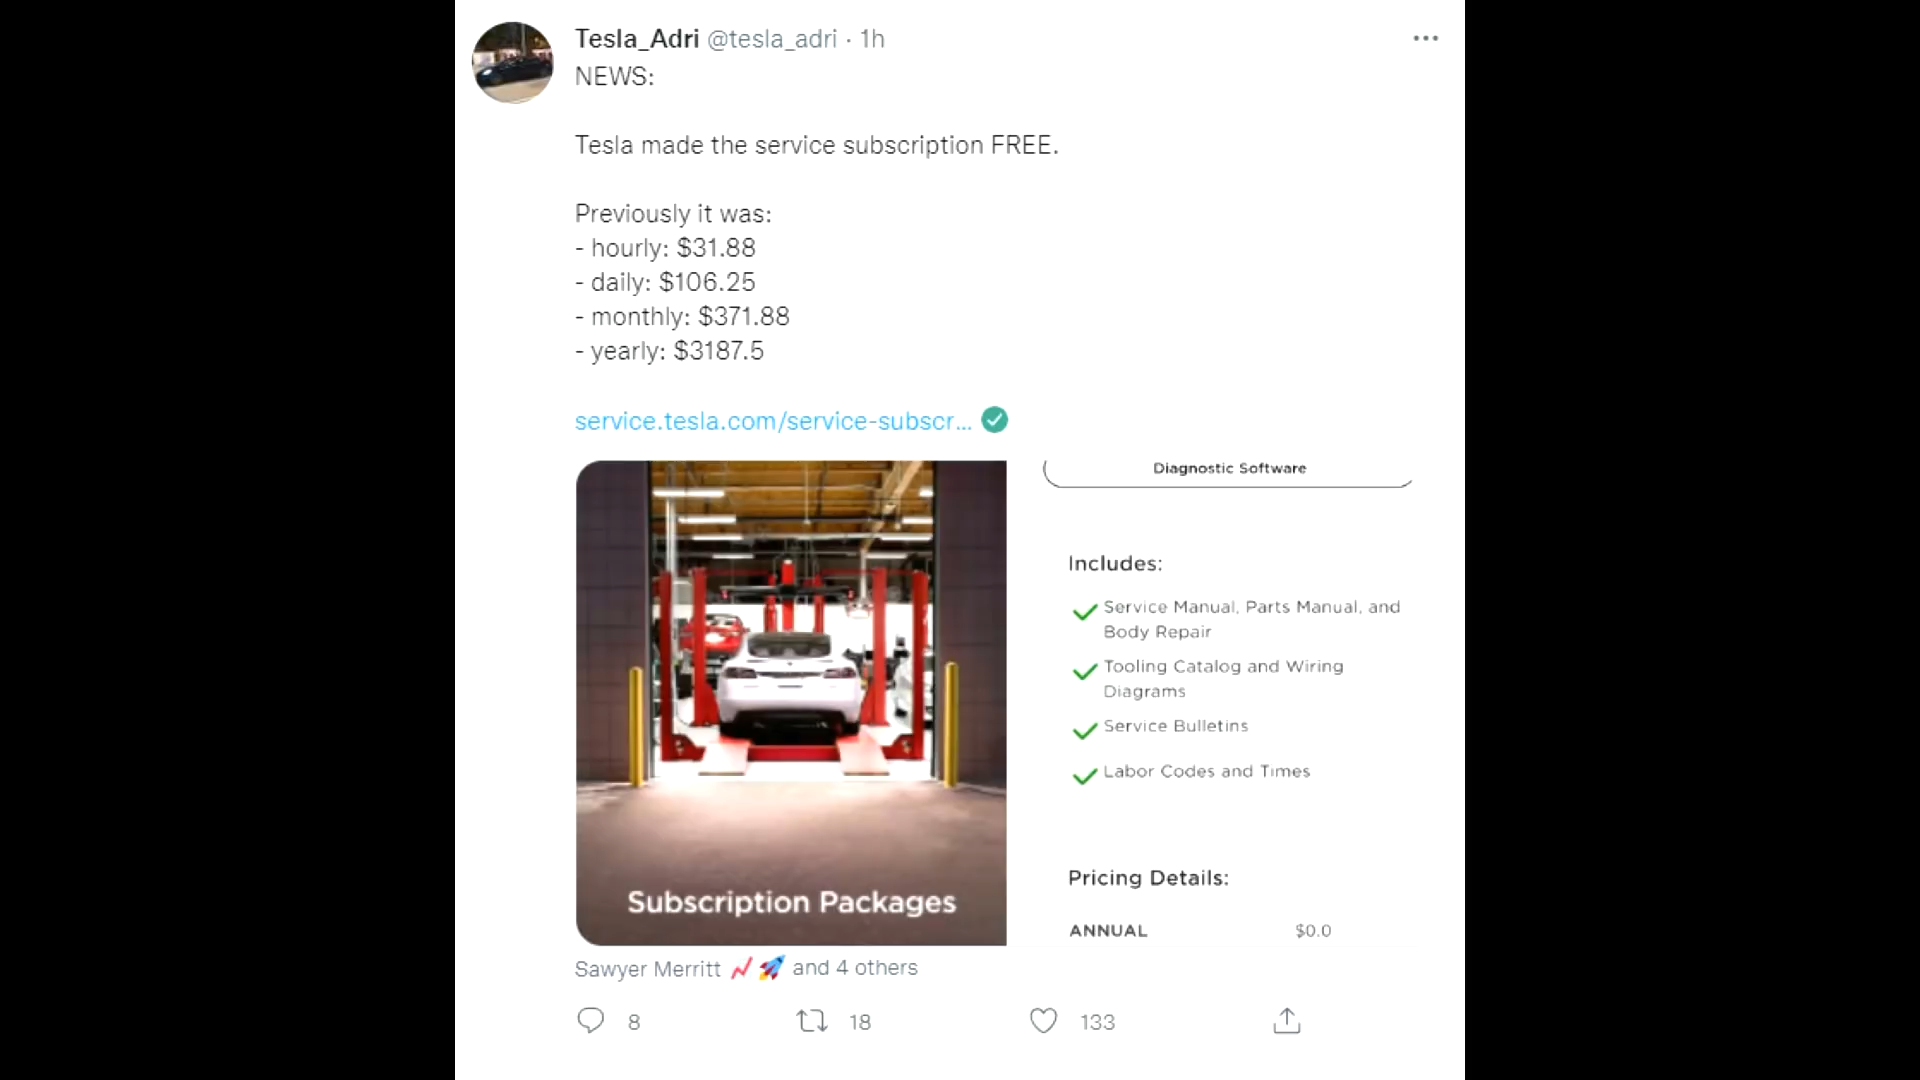 Tesla_Adri @tesla_adri · 1h
NEWS:
Tesla made the service subscription FREE.
Previously it was:
- hourly: $31.88
- daily: $106.25
- monthly: $371.88
- yearly: $3187.5
service.tesla.com/service-subscr...
Subscription Packages
Diagnostic Software
Includes:
Service Manual, Parts Manual, and
Body Repair
Tooling Catalog and Wiring
Diagrams
Service Bulletins
Labor Codes and Times
Pricing Details:
ANNUAL $0.0
Sawyer Merritt and 4 others
8 18 133